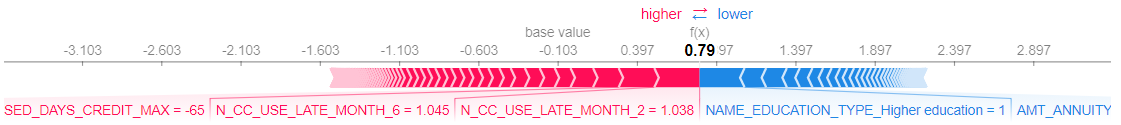 higher ⇄ lower
base value f(x)
-3.103 -2.603 -2.103 -1.603 -1.103 -0.603 -0.103 0.397 0.79 97 1.397 1.897 2.397 2.897
SED_DAYS_CREDIT_MAX = -65 N_CC_USE_LATE_MONTH_6 = 1.045 N_CC_USE_LATE_MONTH_2 = 1.038 NAME_EDUCATION_TYPE_Higher education = 1 AMT_ANNUITY